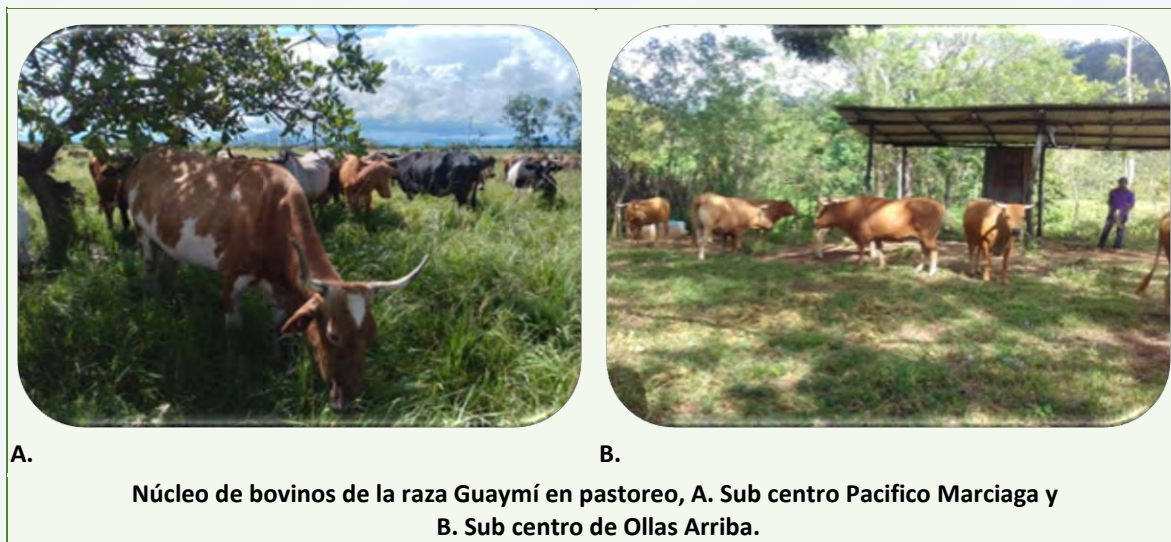 A.
B.
Núcleo de bovinos de la raza Guaymí en pastoreo, A. Sub centro Pacifico Marciaga y
B. Sub centro de Ollas Arriba.